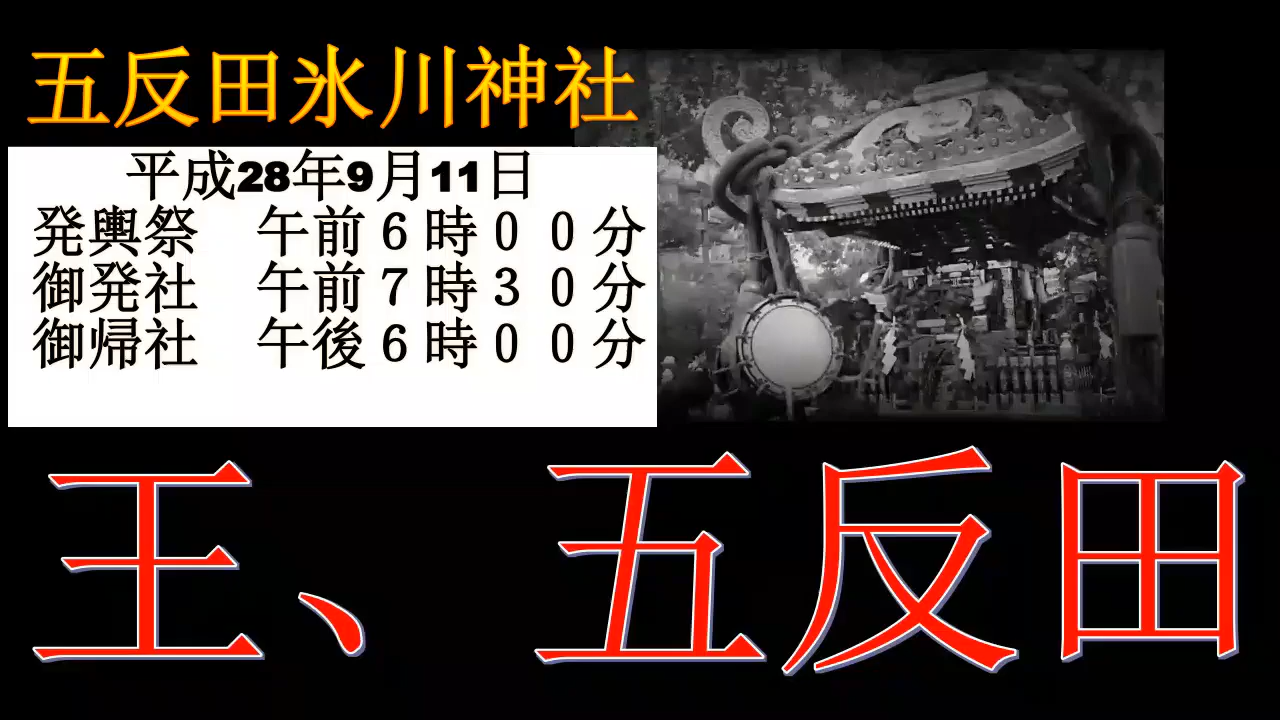 五反田氷川神社
平成28年9月11日
発輿祭　午前６時００分
御発社　午前７時３０分
御帰社　午後６時００分
王、　五反田